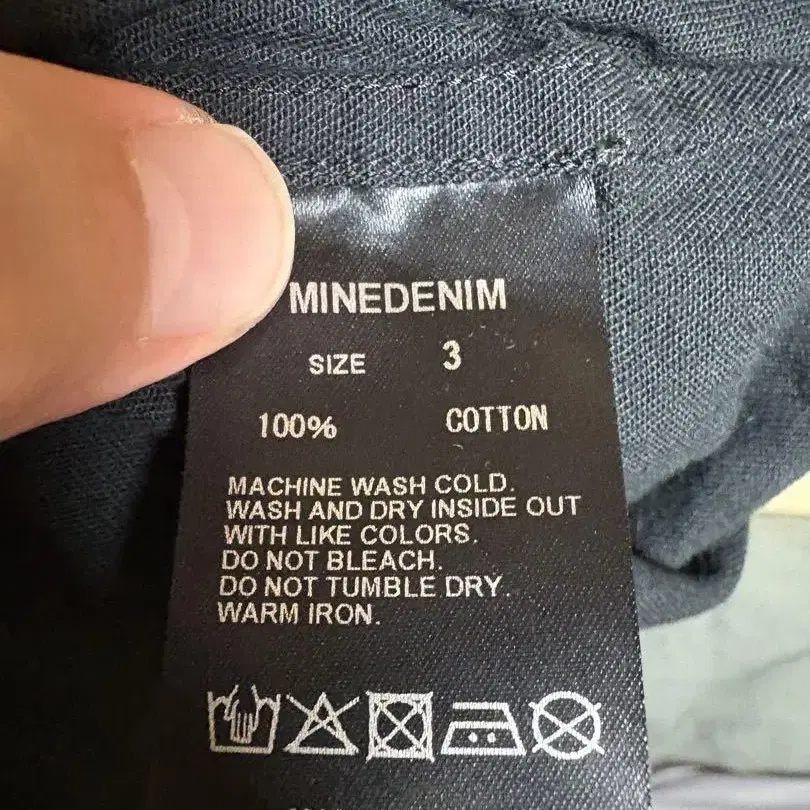 MINEDENIM
SIZE 3
100% COTTON
MACHINE WASH COLD.
WASH AND DRY INSIDE OUT
WITH LIKE COLORS.
DO NOT BLEACH.
DO NOT TUMBLE DRY.
WARM IRON.